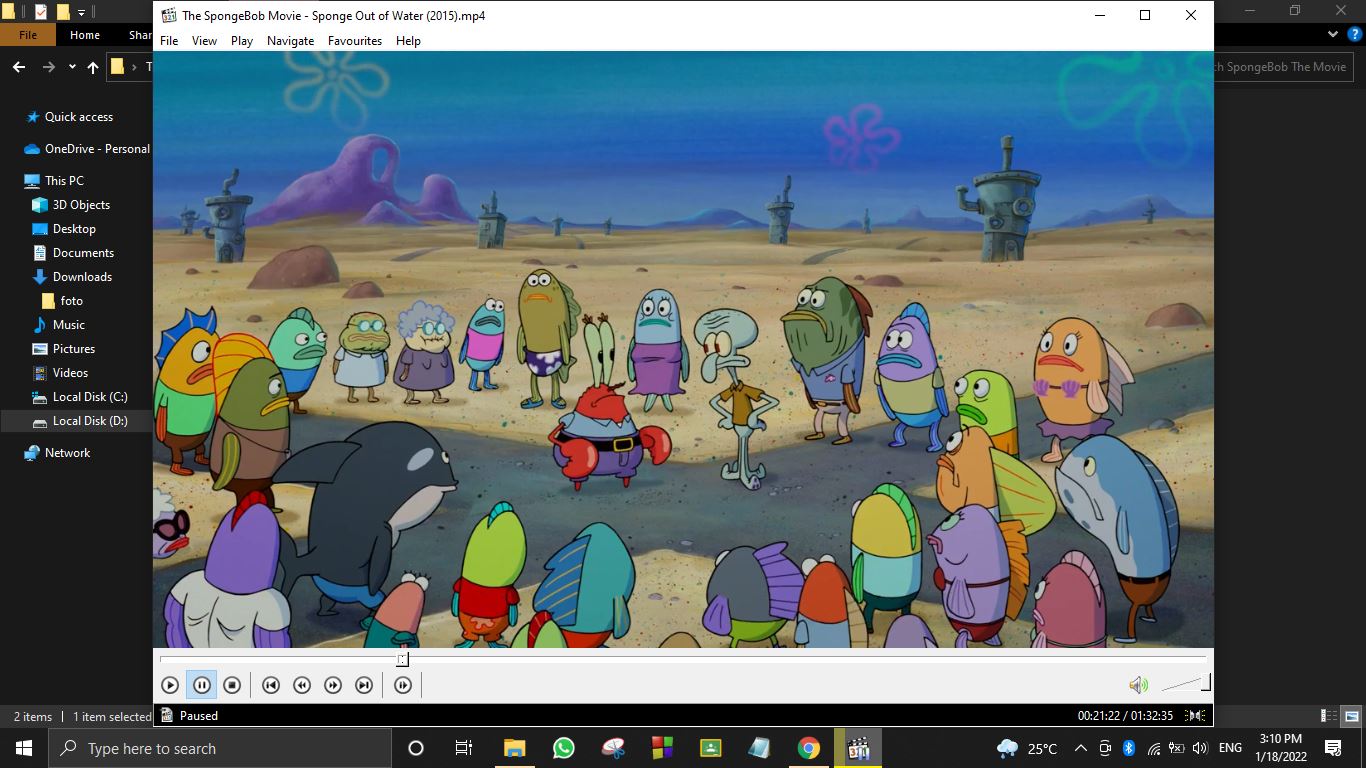 The SpongeBob Movie - Sponge Out of Water (2015).mp4
File View Play Navigate Favourites Help
File Home Shar
T
ch SpongeBob The Movie
Quick access
OneDrive - Personal
This PC
3D Objects
Desktop
Documents
Downloads
foto
Music
Pictures
Videos
Local Disk (C:)
Local Disk (D:)
Network
2 items 1 item selected
Paused 00:21:22 / 01:32:35
Type here to search
25°C ENG
3:10 PM
1/18/2022